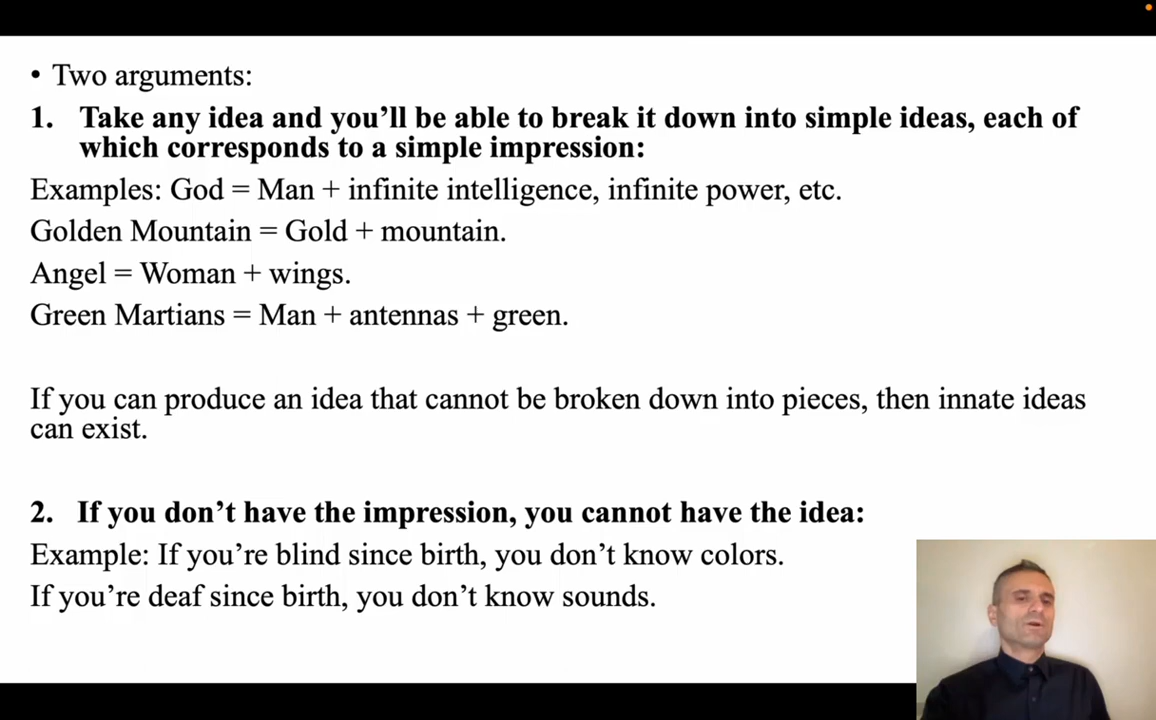 • Two arguments:
1. Take any idea and you’ll be able to break it down into simple ideas, each of
which corresponds to a simple impression:
Examples: God = Man + infinite intelligence, infinite power, etc.
Golden Mountain = Gold + mountain.
Angel = Woman + wings.
Green Martians = Man + antennas + green.
If you can produce an idea that cannot be broken down into pieces, then innate ideas
can exist.
2. If you don’t have the impression, you cannot have the idea:
Example: If you’re blind since birth, you don’t know colors.
If you’re deaf since birth, you don’t know sounds.